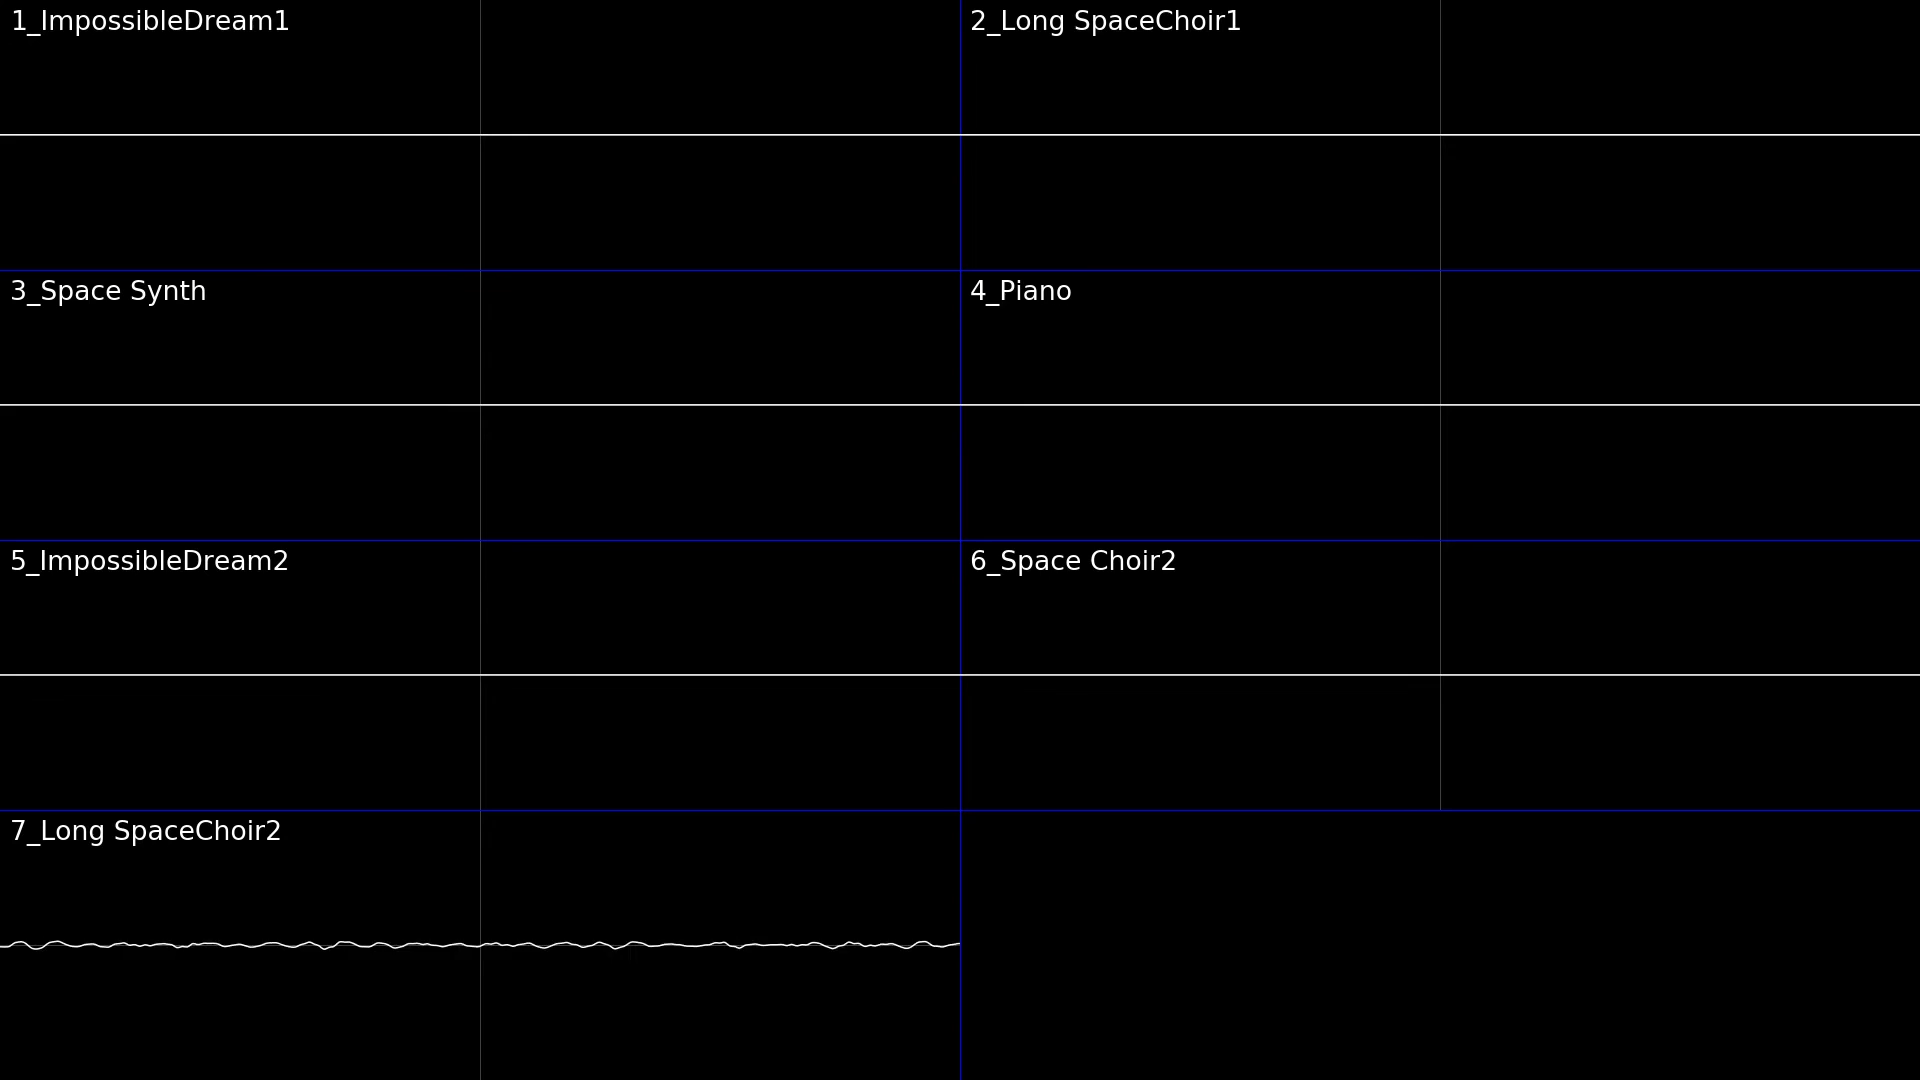 1_ImpossibleDream1
2_Long SpaceChoir1
3_Space Synth
4_Piano
5_ImpossibleDream2
6_Space Choir2
7_Long SpaceChoir2